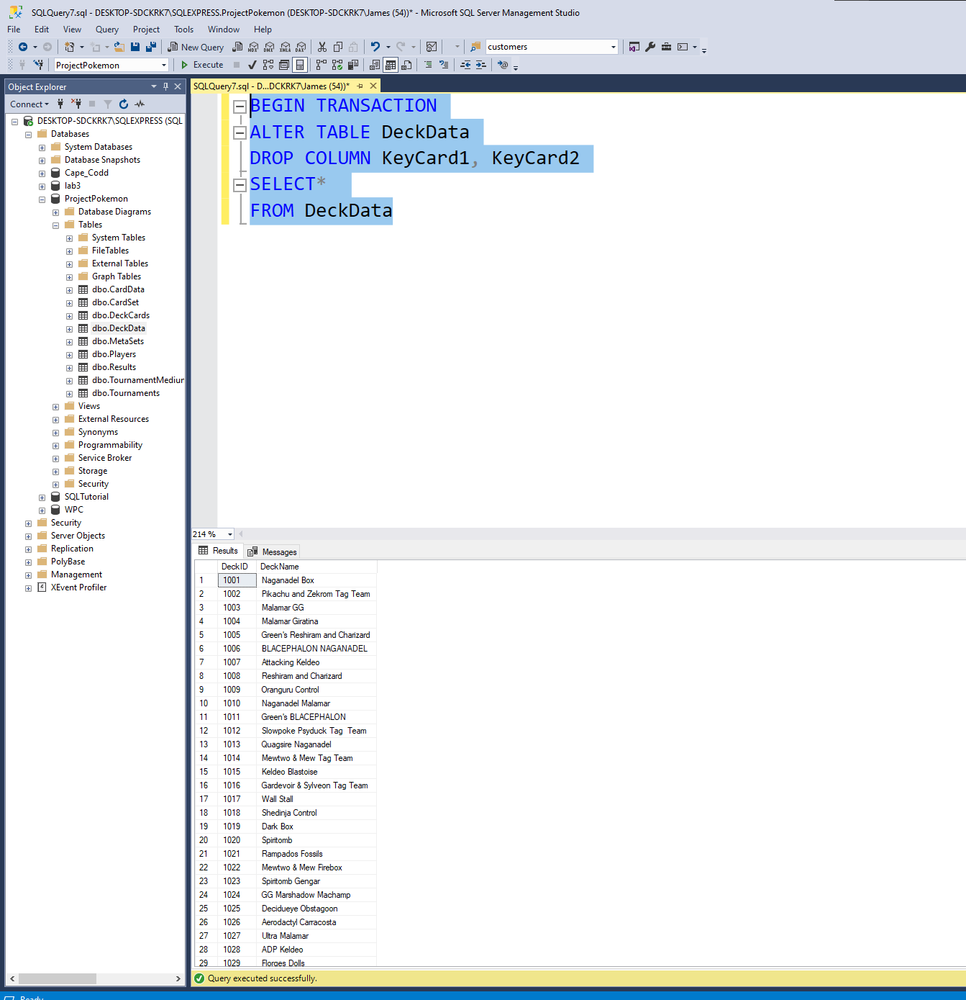 SQLQuery7.sql - DESKTOP-SDCKRK7\SQLEXPRESS.ProjectPokemon (DESKTOP-SDCKRK7\James (54))* - Microsoft SQL Server Management Studio
File Edit View Query Project Tools Window Help
New Query MDX DMX XMLA DAX customers
ProjectPokemon Execute
Object Explorer
SQLQuery7.sql - D...DCKRK7\James (54))*
Connect
BEGIN TRANSACTION
ALTER TABLE DeckData
DROP COLUMN KeyCard1, KeyCard2
SELECT*
FROM DeckData
DESKTOP-SDCKRK7\SQLEXPRESS (SQL
Databases
System Databases
Database Snapshots
Cape_Codd
lab3
ProjectPokemon
Database Diagrams
Tables
System Tables
FileTables
External Tables
Graph Tables
dbo.CardData
dbo.CardSet
dbo.DeckCards
dbo.DeckData
dbo.MetaSets
dbo.Players
dbo.Results
dbo.TournamentMediur
dbo.Tournaments
Views
External Resources
Synonyms
Programmability
Service Broker
Storage
Security
SQLTutorial
WPC
Security
Server Objects
Replication
PolyBase
Management
XEvent Profiler
214 %
Results Messages
DeckID DeckName
1 1001 Naganadel Box
2 1002 Pikachu and Zekrom Tag Team
3 1003 Malamar GG
4 1004 Malamar Giratina
5 1005 Green's Reshiram and Charizard
6 1006 BLACEPHALON NAGANADEL
7 1007 Attacking Keldeo
8 1008 Reshiram and Charizard
9 1009 Oranguru Control
10 1010 Naganadel Malamar
11 1011 Green's BLACEPHALON
12 1012 Slowpoke Psyduck Tag  Team
13 1013 Quagsire Naganadel
14 1014 Mewtwo & Mew Tag Team
15 1015 Keldeo Blastoise
16 1016 Gardevoir & Sylveon Tag Team
17 1017 Wall Stall
18 1018 Shedinja Control
19 1019 Dark Box
20 1020 Spiritomb
21 1021 Rampados Fossils
22 1022 Mewtwo & Mew Firebox
23 1023 Spiritomb Gengar
24 1024 GG Marshadow Machamp
25 1025 Decidueye Obstagoon
26 1026 Aerodactyl Carracosta
27 1027 Ultra Malamar
28 1028 ADP Keldeo
29 1029 Florges Dolls
Query executed successfully.
Ready